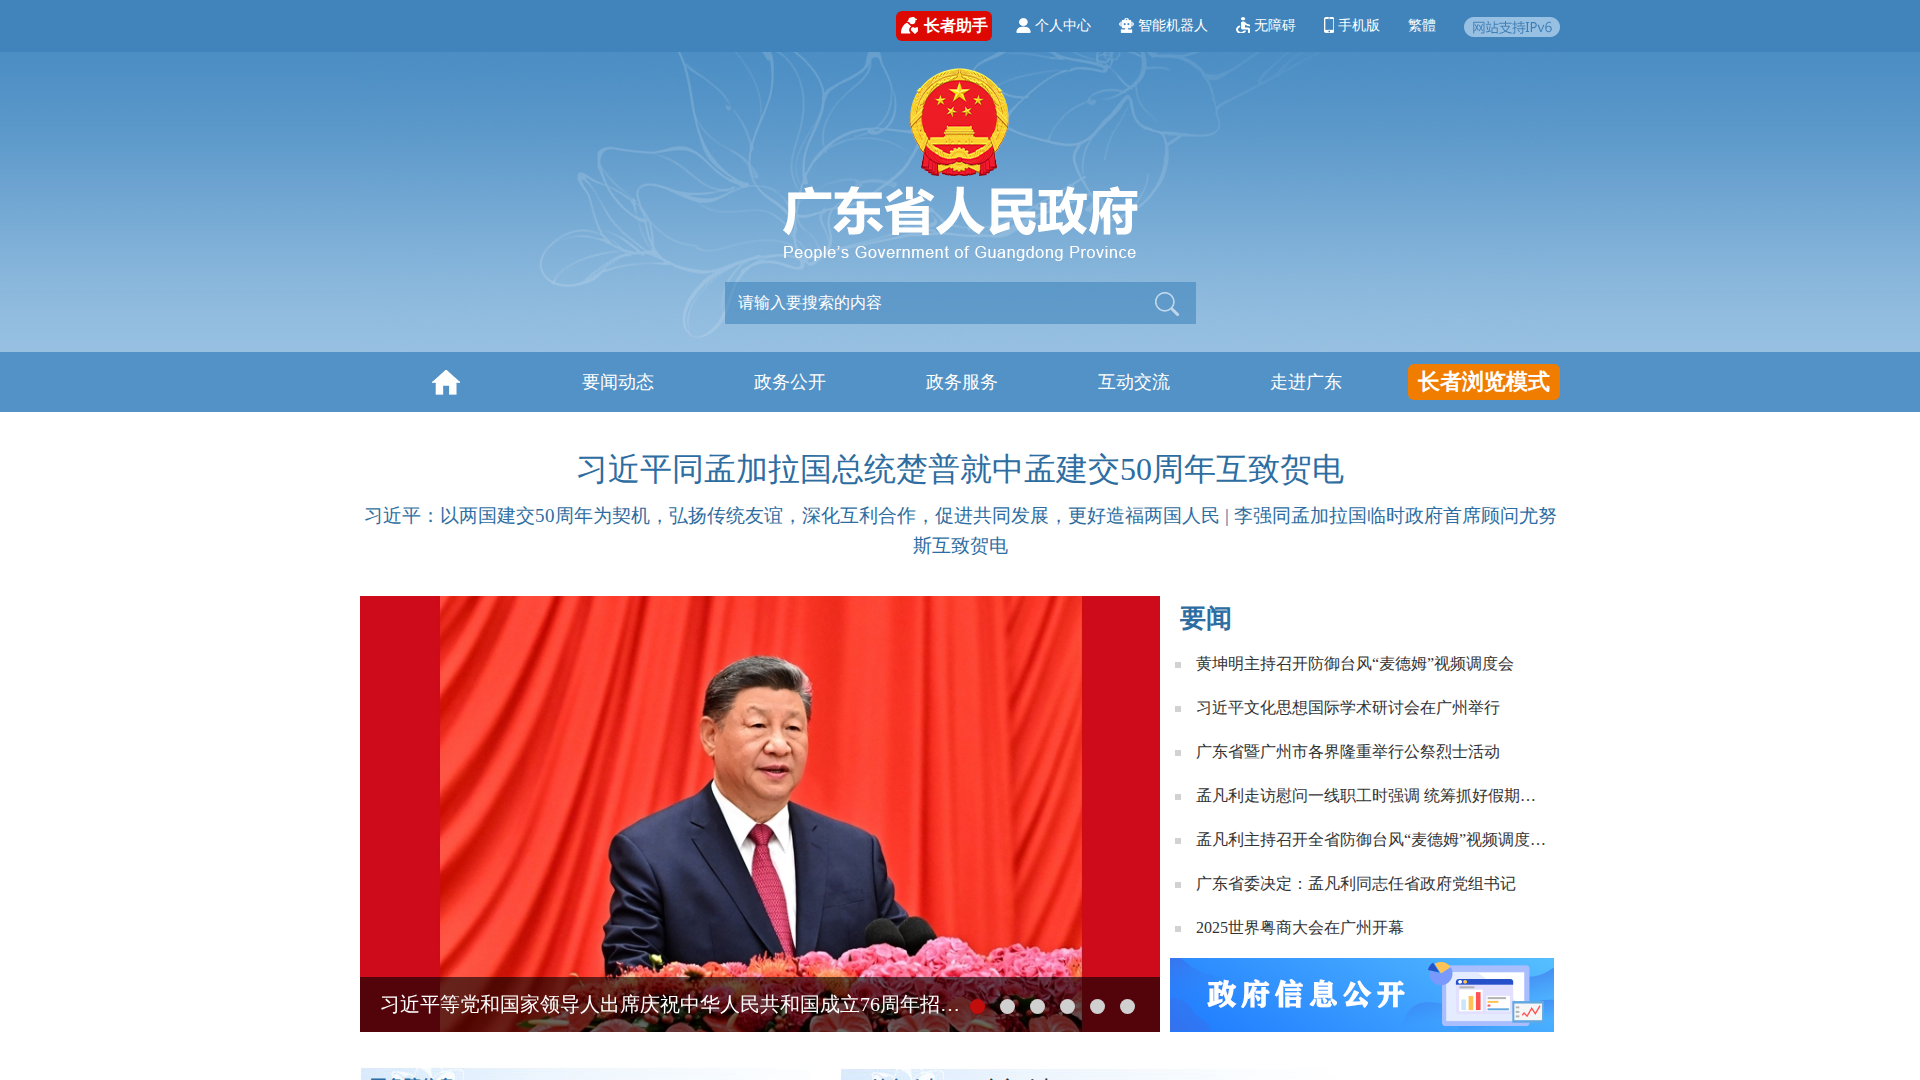 长者助手 个人中心 智能机器人 无障碍 手机版 繁體 网站支持IPv6
广东省人民政府
People's Government of Guangdong Province
请输入要搜索的内容
要闻动态 政务公开 政务服务 互动交流 走进广东 长者浏览模式
习近平同孟加拉国总统楚普就中孟建交50周年互致贺电
习近平：以两国建交50周年为契机，弘扬传统友谊，深化互利合作，促进共同发展，更好造福两国人民 | 李强同孟加拉国临时政府首席顾问尤努
斯互致贺电
习近平等党和国家领导人出席庆祝中华人民共和国成立76周年招…
要闻
黄坤明主持召开防御台风“麦德姆”视频调度会
习近平文化思想国际学术研讨会在广州举行
广东省暨广州市各界隆重举行公祭烈士活动
孟凡利走访慰问一线职工时强调 统筹抓好假期…
孟凡利主持召开全省防御台风“麦德姆”视频调度…
广东省委决定：孟凡利同志任省政府党组书记
2025世界粤商大会在广州开幕
政府信息公开